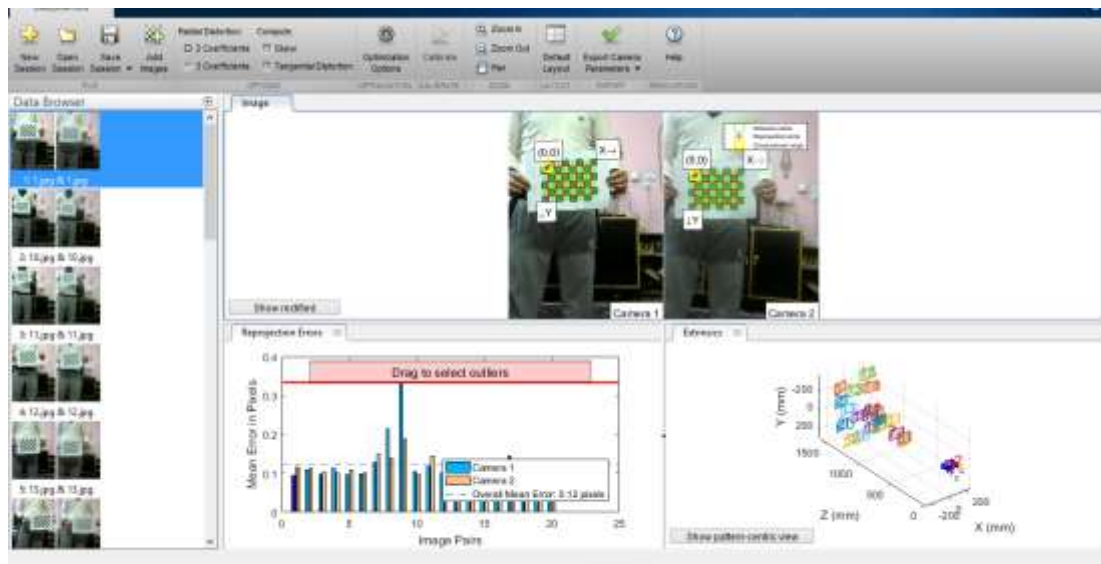 New Session
Open Session
Save Session
Add Images
Radial Distortion:
2 Coefficients
3 Coefficients
Compute:
Skew
Tangential Distortion
Optimization Options
Calibrate
Zoom In
Zoom Out
Pan
Default Layout
Export Camera Parameters
Help
Data Browser
1: 1.jpg & 1.jpg
2: 10.jpg & 10.jpg
3: 11.jpg & 11.jpg
4: 12.jpg & 12.jpg
5: 13.jpg & 13.jpg
Image
(0,0)
X→
↓Y
Camera 1
(0,0)
X→
↓Y
Camera 2
Show rectified
Reprojection Errors
Drag to select outliers
Mean Error in Pixels
0.4
0.3
0.2
0.1
0
0 5 10 15 20 25
Image Pairs
Camera 1
Camera 2
Overall Mean Error: 0.12 pixels
Extrinsics
Y (mm)
-200
0
200
1500
1000
500
0
Z (mm)
-200
200
X (mm)
Show pattern-centric view